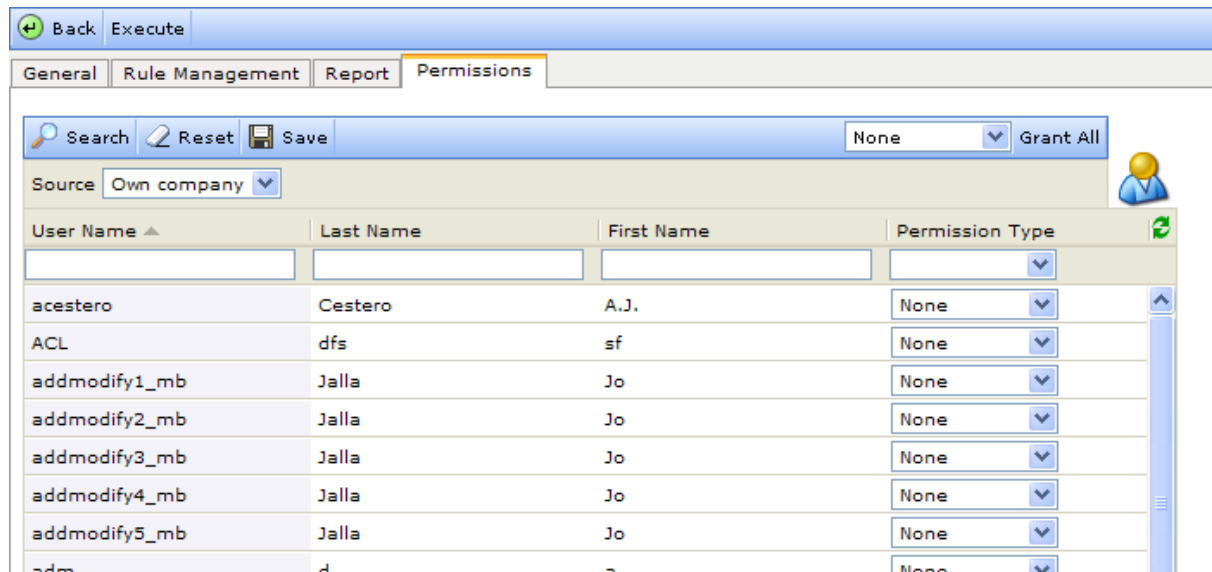 Back Execute
General Rule Management Report Permissions
Search Reset Save None Grant All
Source Own company
User Name Last Name First Name Permission Type
acestero Cestero A.J. None
ACL dfs sf None
addmodify1_mb Jalla Jo None
addmodify2_mb Jalla Jo None
addmodify3_mb Jalla Jo None
addmodify4_mb Jalla Jo None
addmodify5_mb Jalla Jo None
adm d a None